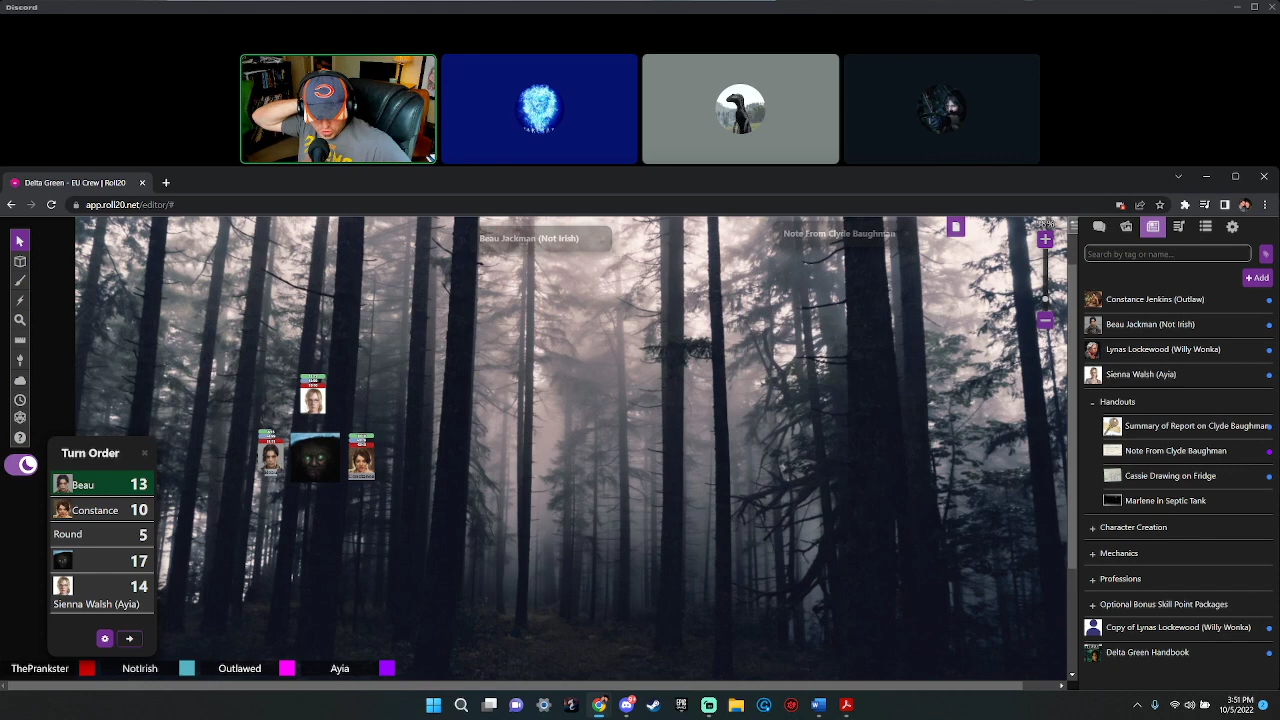 Discord
Delta Green - EU Crew | Roll20
app.roll20.net/editor/#
Beau Jackman (Not Irish)
Note From Clyde Baughman
Search by tag or name...
+ Add
Constance Jenkins (Outlaw)
Beau Jackman (Not Irish)
Lynas Lockwood (Willy Wonka)
Sienna Walsh (Ayia)
Handouts
Summary of Report on Clyde Baughman
Note From Clyde Baughman
Cassie Drawing on Fridge
Marlene in Septic Tank
Character Creation
Mechanics
Professions
Optional Bonus Skill Point Packages
Copy of Lynas Lockwood (Willy Wonka)
Delta Green Handbook
Turn Order
Beau 13
Constance 10
Round 5
17
14
Sienna Walsh (Ayia)
ThePrankster
NotIrish
Outlawed
Ayia
3:51 PM
10/5/2022